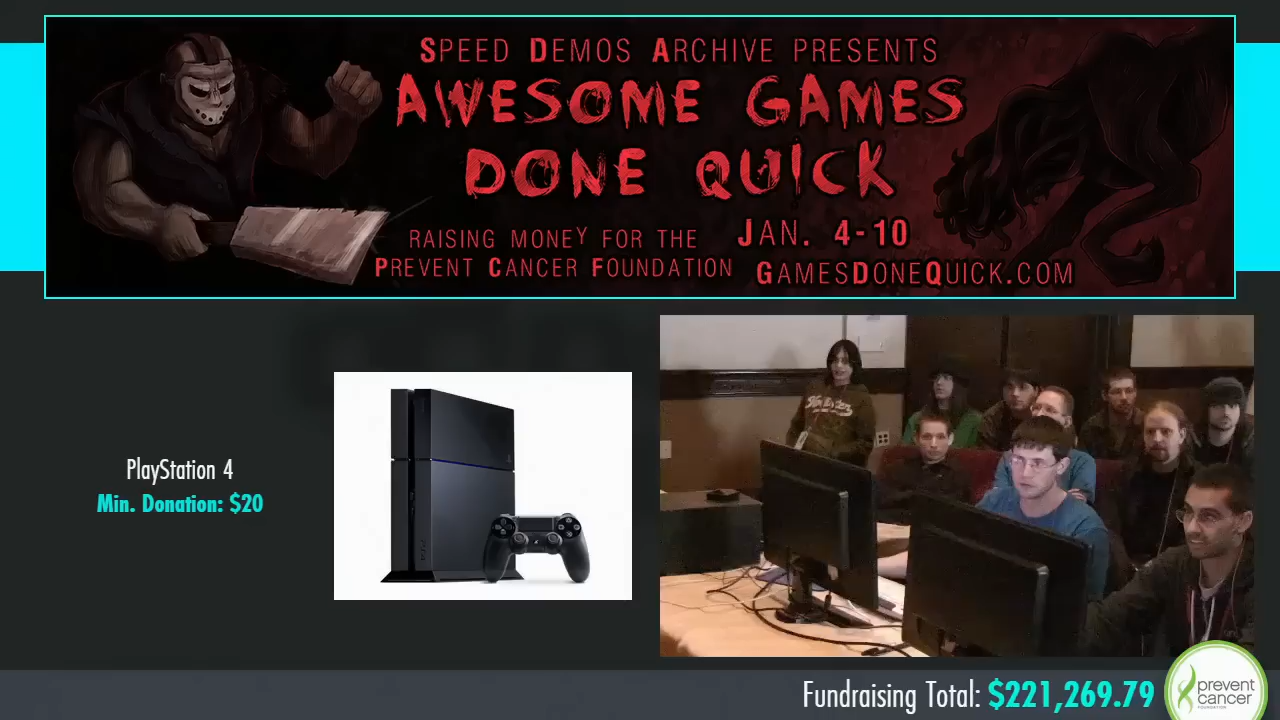 SPEED DEMOS ARCHIVE PRESENTS
AWESOME GAMES
DONE QUICK
RAISING MONEY FOR THE
PREVENT CANCER FOUNDATION
JAN. 4-10
GAMESDONEQUICK.COM
PlayStation 4
Min. Donation: $20
Fundraising Total: $221,269.79
prevent
cancer
FOUNDATION